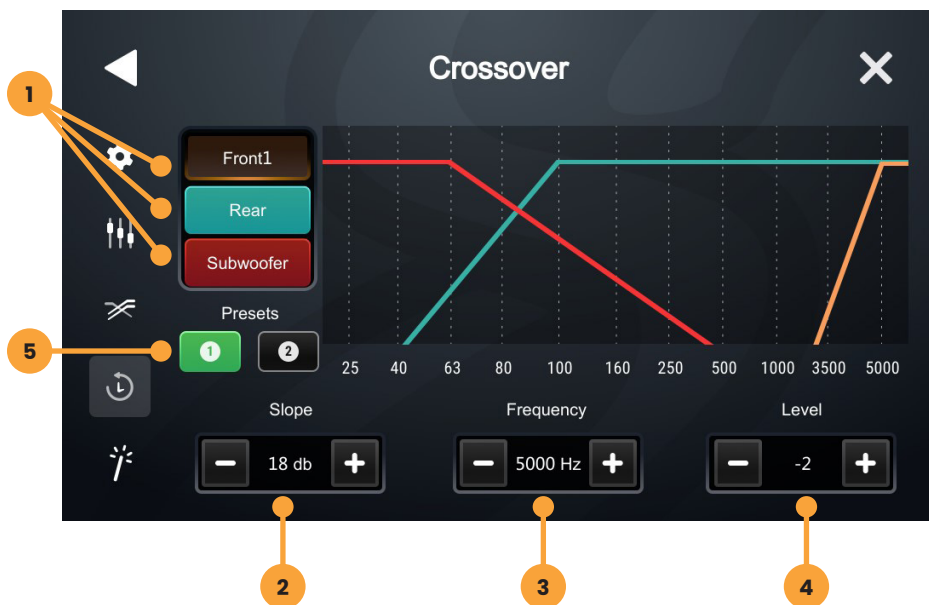 Crossover
1
Front1
Rear
Subwoofer
Presets
5
1 2
25 40 63 80 100 160 250 500 1000 3500 5000
Slope Frequency Level
18 db 5000 Hz -2
2 3 4